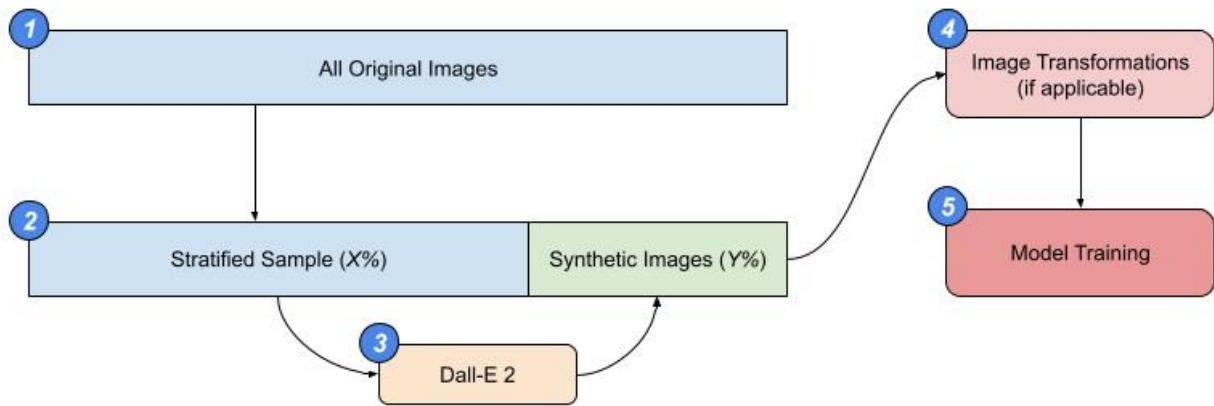 1
All Original Images
2
Stratified Sample (X%)
Synthetic Images (Y%)
3
Dall-E 2
4
Image Transformations
(if applicable)
5
Model Training